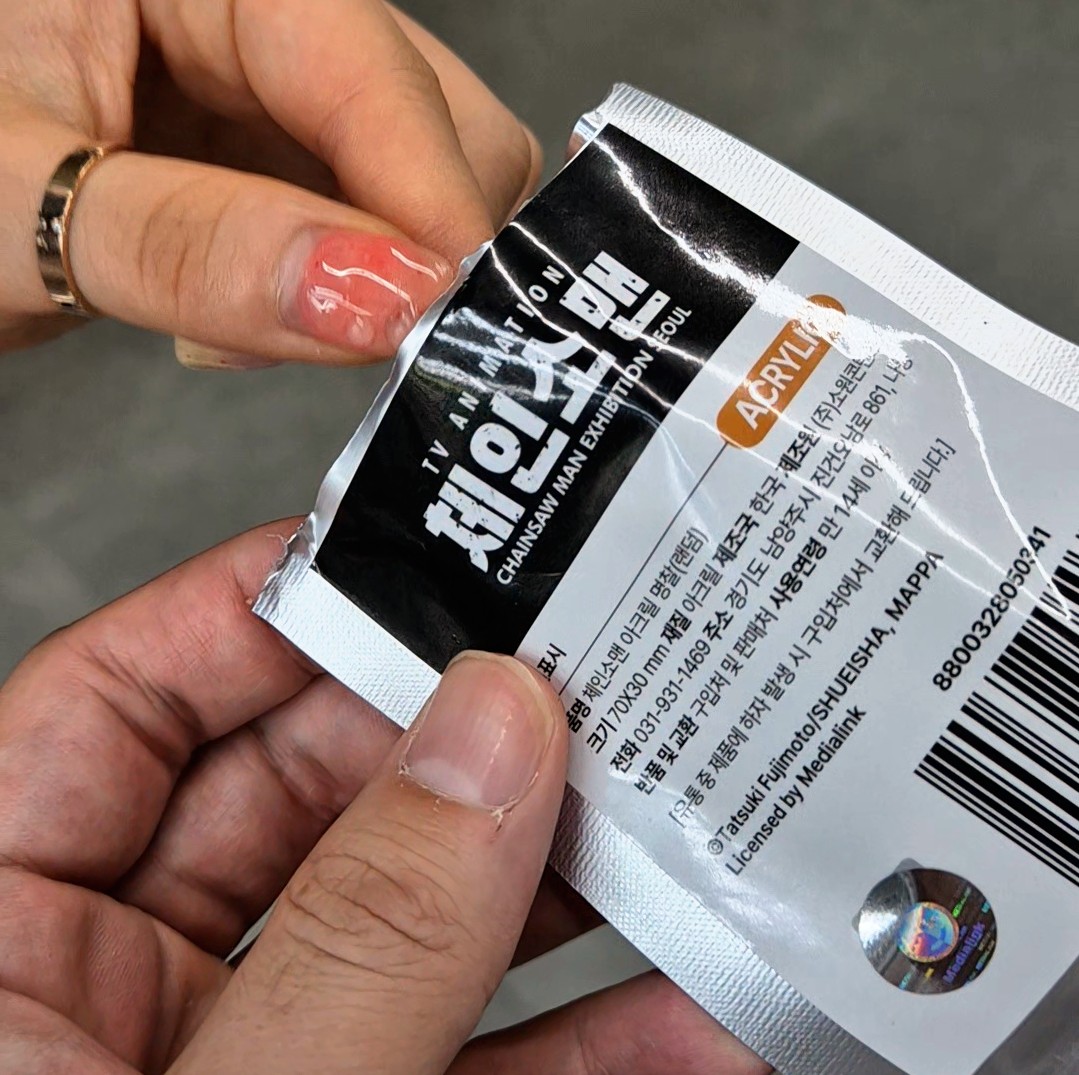 TV ANIMATION
체인소 맨
CHAINSAW MAN EXHIBITION SEOUL
ACRYLIC
표시
품명 체인소맨 아크릴 명찰(랜덤)
크기 70X30 mm 재질 아크릴 제조국 한국 제조원 (주)소원콘
전화 031-931-1469 주소 경기도 남양주시 진건오남로 861,
반품 및 교환 구입처 및 판매처 사용연령 만 14세 이상
[유통 중 제품에 하자 발생 시 구입처에서 교환해 드립니다.]
©Tatsuki Fujimoto/SHUEISHA, MAPPA
Licensed by Medialink
8800328050341
Medialink